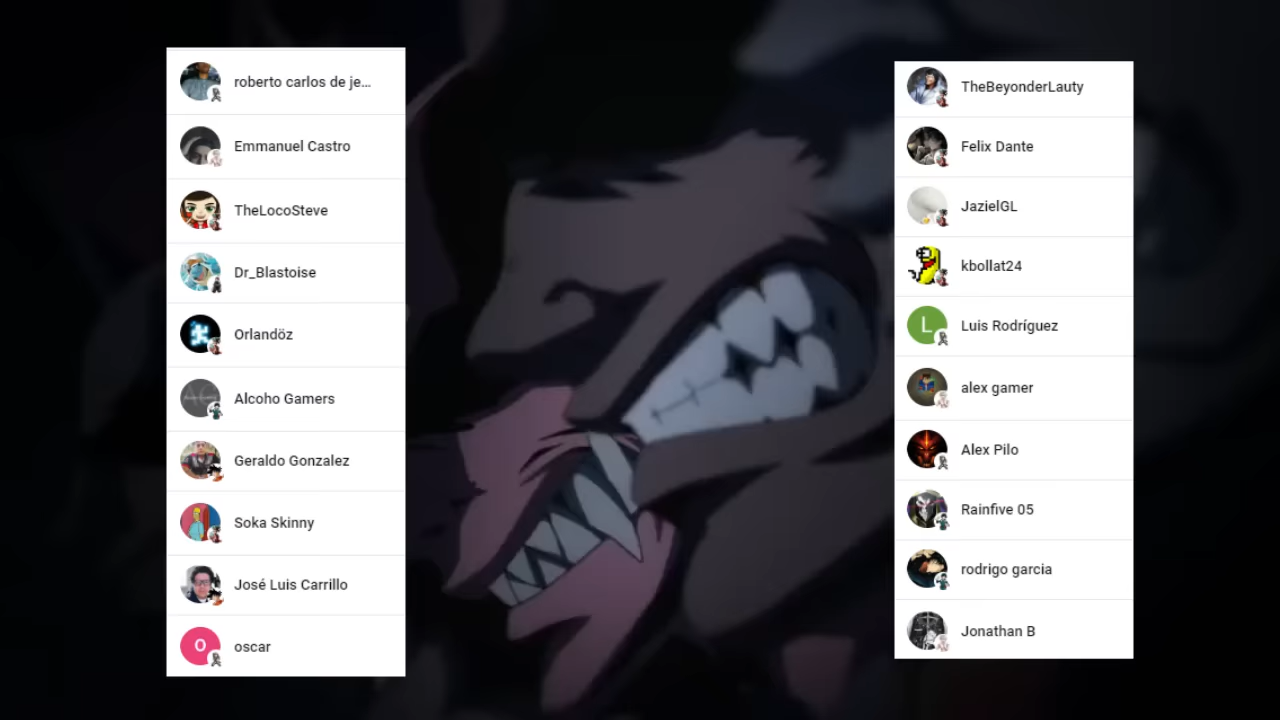 roberto carlos de je...
Emmanuel Castro
TheLocoSteve
Dr_Blastoise
Orlandöz
Alcoho Gamers
Geraldo Gonzalez
Soka Skinny
José Luis Carrillo
O
oscar
TheBeyonderLauty
Felix Dante
JazielGL
kbollat24
L
Luis Rodríguez
alex gamer
Alex Pilo
Rainfive 05
rodrigo garcia
Jonathan B